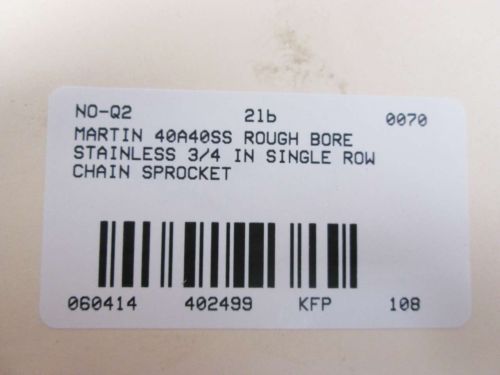 NO-Q2 2lb 0070
MARTIN 40A40SS ROUGH BORE
STAINLESS 3/4 IN SINGLE ROW
CHAIN SPROCKET
060414 402499 KFP 108